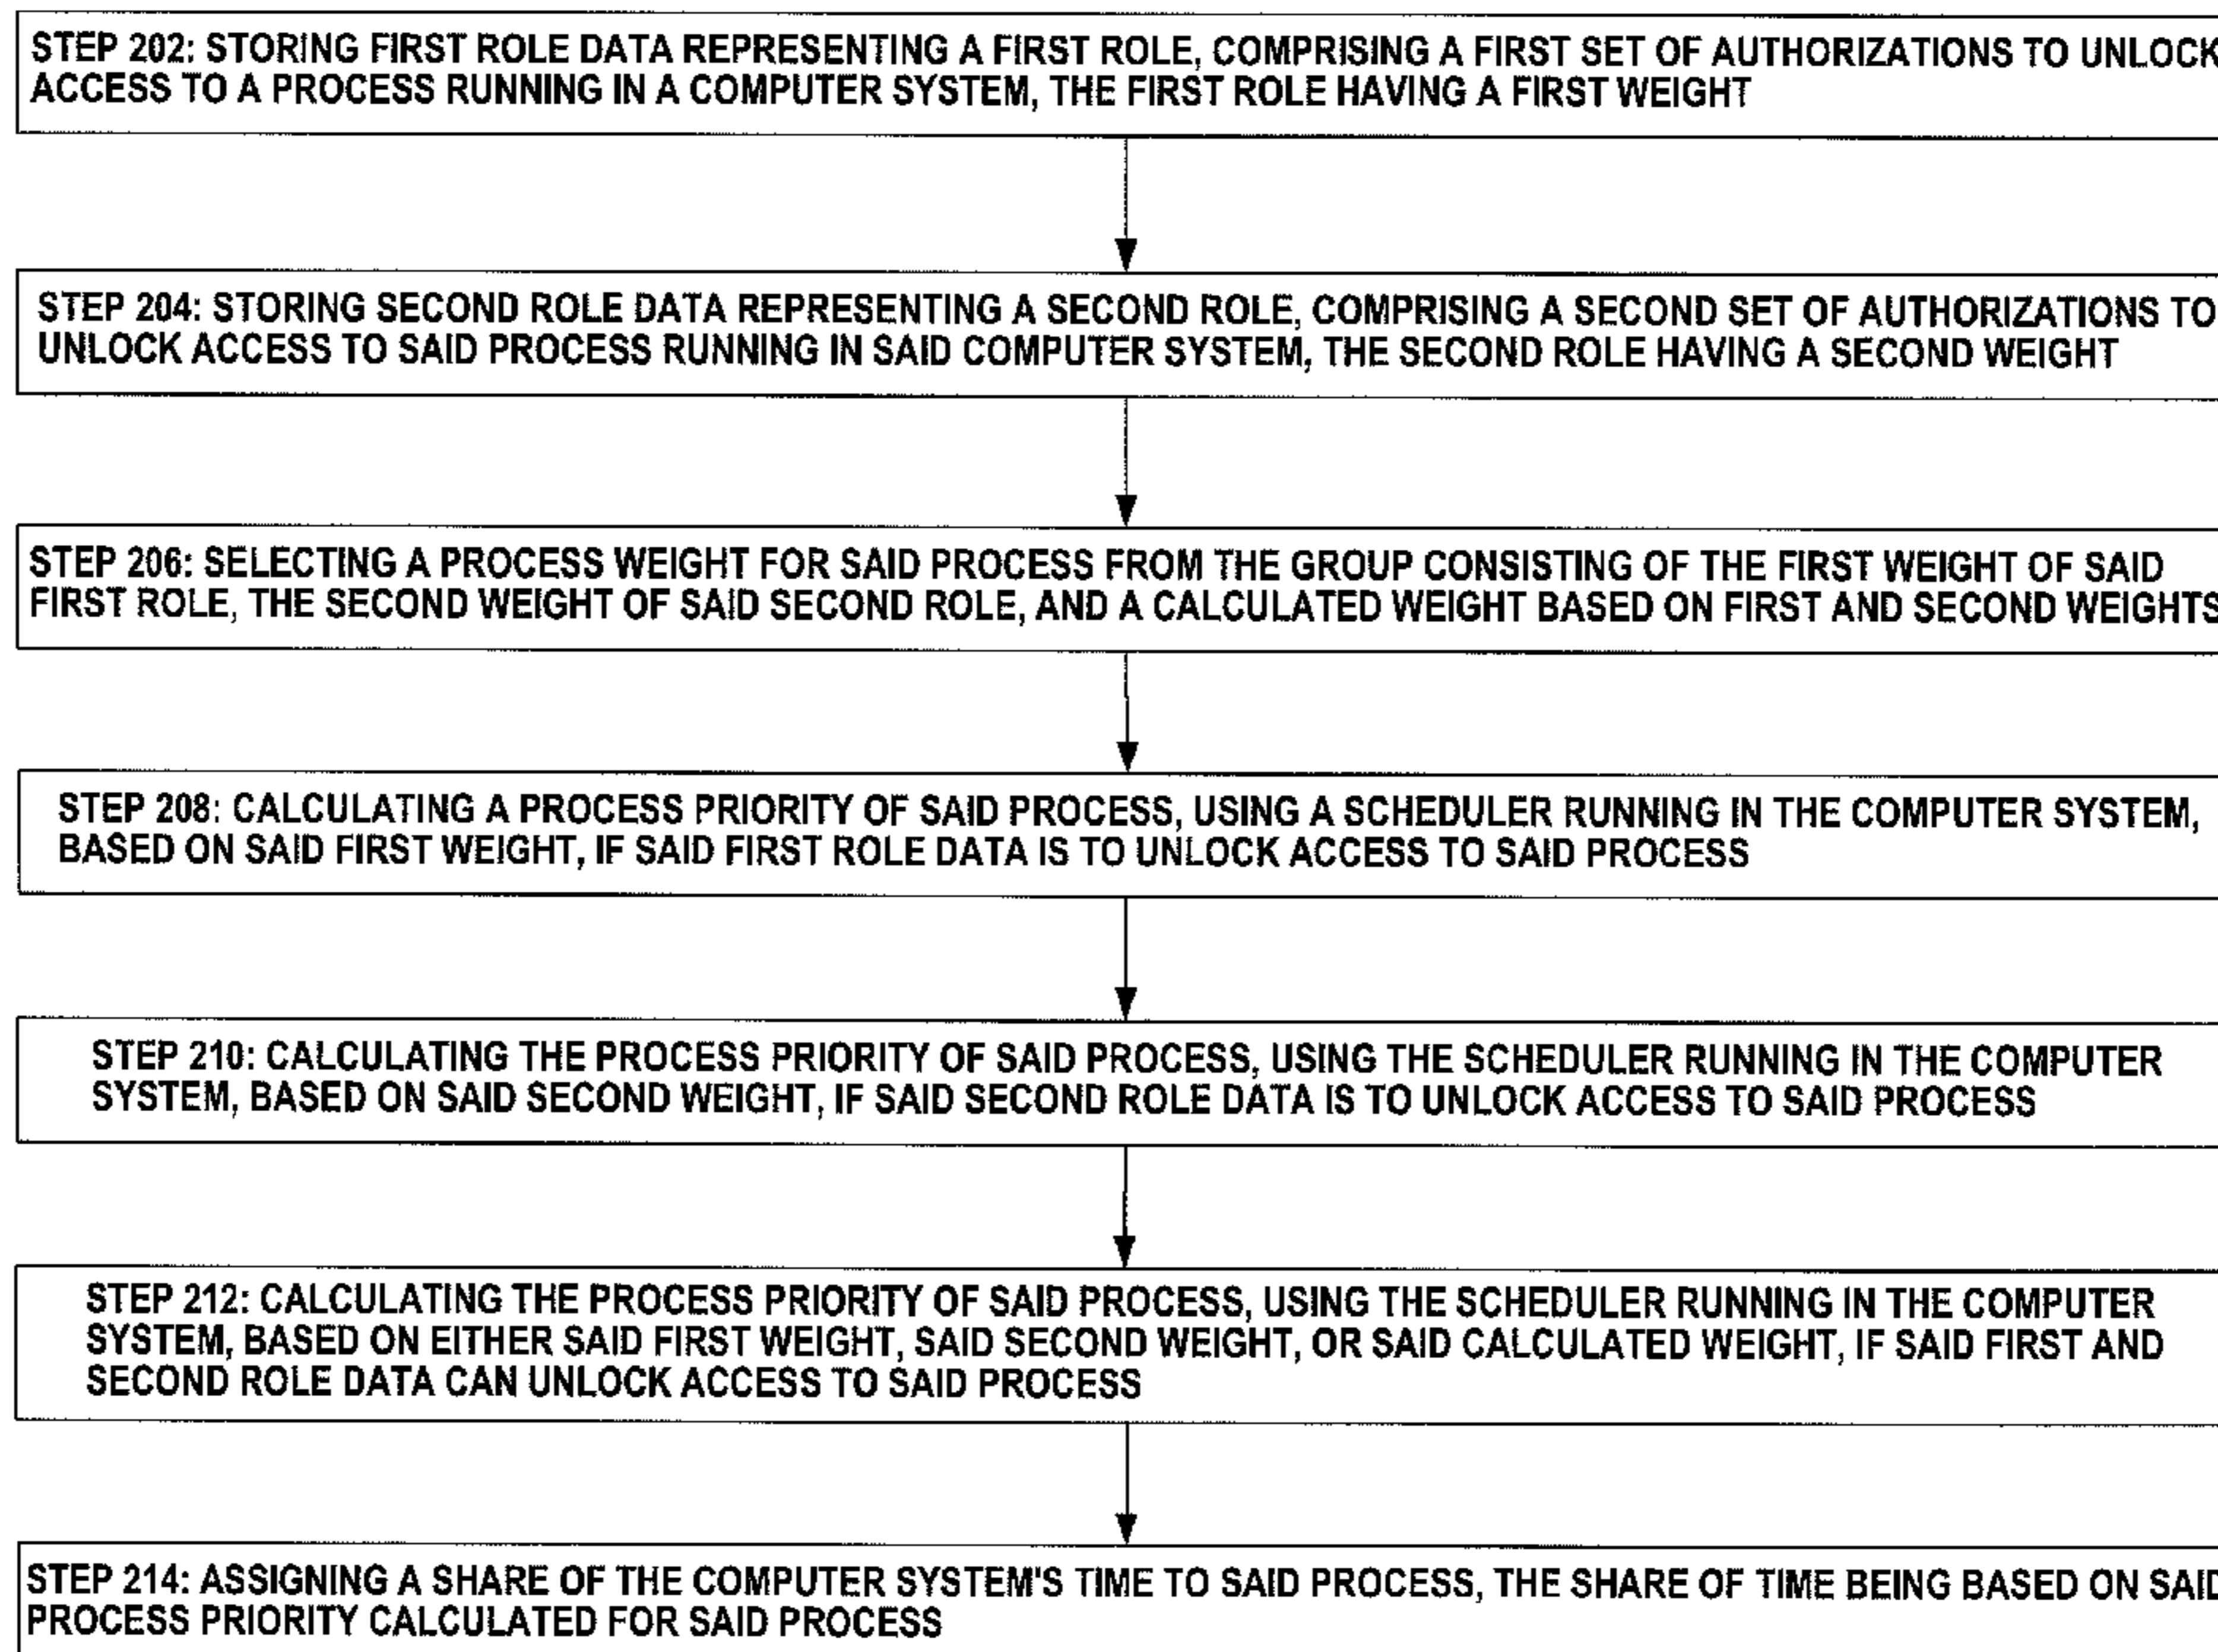 STEP 202: STORING FIRST ROLE DATA REPRESENTING A FIRST ROLE, COMPRISING A FIRST SET OF AUTHORIZATIONS TO UNLOCK
ACCESS TO A PROCESS RUNNING IN A COMPUTER SYSTEM, THE FIRST ROLE HAVING A FIRST WEIGHT
STEP 204: STORING SECOND ROLE DATA REPRESENTING A SECOND ROLE, COMPRISING A SECOND SET OF AUTHORIZATIONS TO
UNLOCK ACCESS TO SAID PROCESS RUNNING IN SAID COMPUTER SYSTEM, THE SECOND ROLE HAVING A SECOND WEIGHT
STEP 206: SELECTING A PROCESS WEIGHT FOR SAID PROCESS FROM THE GROUP CONSISTING OF THE FIRST WEIGHT OF SAID
FIRST ROLE, THE SECOND WEIGHT OF SAID SECOND ROLE, AND A CALCULATED WEIGHT BASED ON FIRST AND SECOND WEIGHTS
STEP 208: CALCULATING A PROCESS PRIORITY OF SAID PROCESS, USING A SCHEDULER RUNNING IN THE COMPUTER SYSTEM,
BASED ON SAID FIRST WEIGHT, IF SAID FIRST ROLE DATA IS TO UNLOCK ACCESS TO SAID PROCESS
STEP 210: CALCULATING THE PROCESS PRIORITY OF SAID PROCESS, USING THE SCHEDULER RUNNING IN THE COMPUTER
SYSTEM, BASED ON SAID SECOND WEIGHT, IF SAID SECOND ROLE DATA IS TO UNLOCK ACCESS TO SAID PROCESS
STEP 212: CALCULATING THE PROCESS PRIORITY OF SAID PROCESS, USING THE SCHEDULER RUNNING IN THE COMPUTER
SYSTEM, BASED ON EITHER SAID FIRST WEIGHT, SAID SECOND WEIGHT, OR SAID CALCULATED WEIGHT, IF SAID FIRST AND
SECOND ROLE DATA CAN UNLOCK ACCESS TO SAID PROCESS
STEP 214: ASSIGNING A SHARE OF THE COMPUTER SYSTEM'S TIME TO SAID PROCESS, THE SHARE OF TIME BEING BASED ON SAID
PROCESS PRIORITY CALCULATED FOR SAID PROCESS